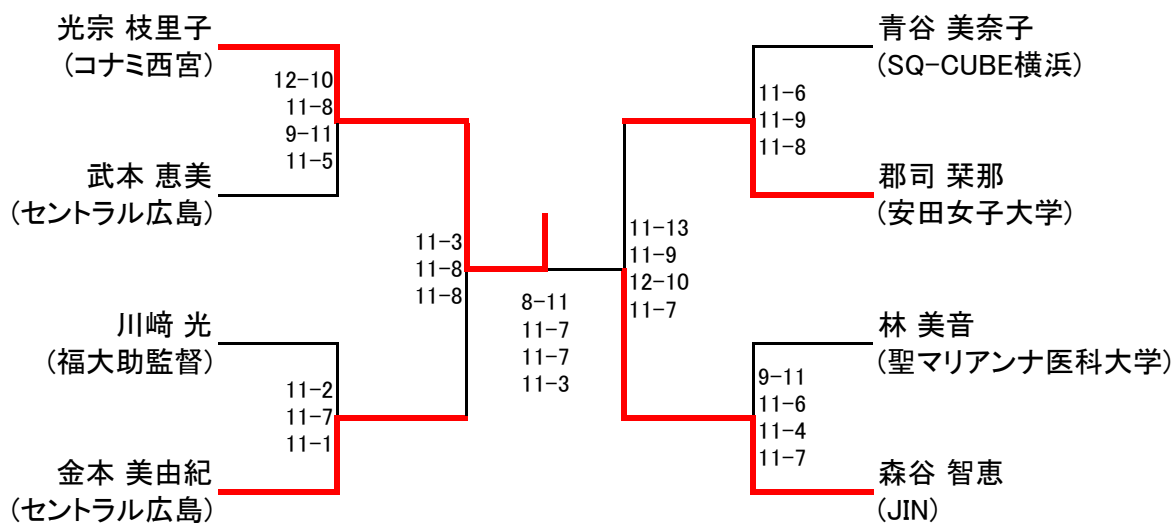 光宗 枝里子
(コナミ西宮)
12-10
11-8
9-11
11-5
武本 恵美
(セントラル広島)
11-3
11-8
11-8
川﨑 光
(福大助監督)
11-2
11-7
11-1
金本 美由紀
(セントラル広島)
8-11
11-7
11-7
11-3
青谷 美奈子
(SQ-CUBE横浜)
11-6
11-9
11-8
郡司 栞那
(安田女子大学)
11-13
11-9
12-10
11-7
林 美音
(聖マリアンナ医科大学)
9-11
11-6
11-4
11-7
森谷 智恵
(JIN)